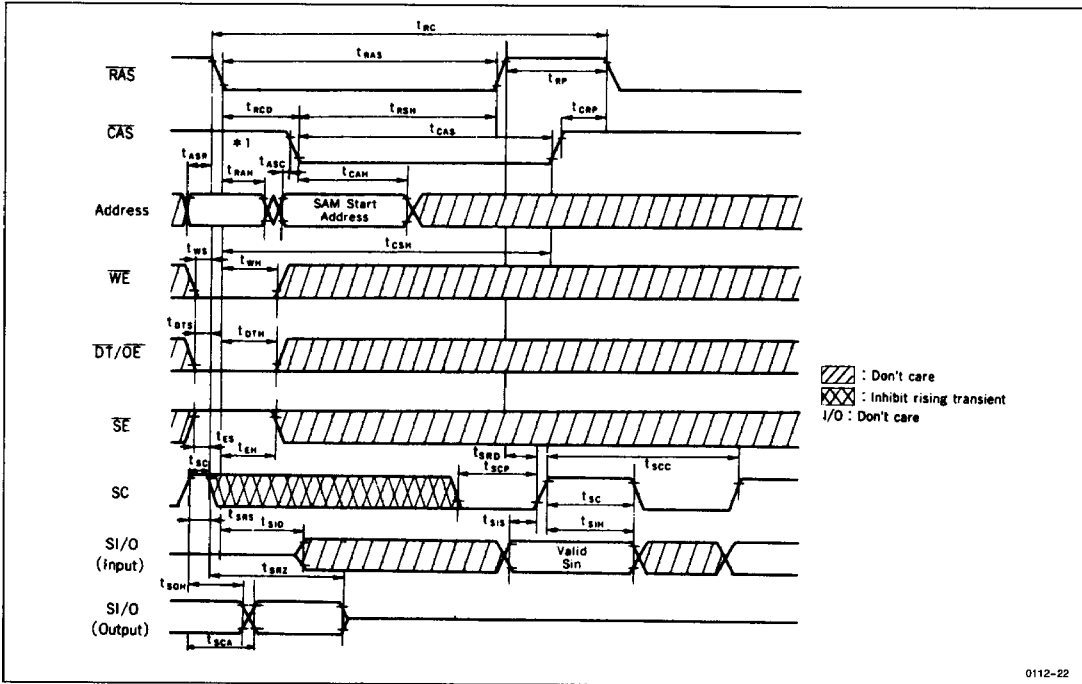 tRC
tRAS
RAS
tRP
tRCD
tRSH
tCRP
CAS
tCAS
*1
tASR
tASC
tRAH
tCAH
Address
SAM Start
Address
tCSH
tWS
tWH
WE
tDTS
tDTH
DT/OE
: Don't care
: Inhibit rising transient
I/O : Don't care
SE
tES
tEH
tSRD
tSC
tSCP
tSCC
SC
tSC
tSRS
tSID
tSIS
tSIH
SI/O
(Input)
Valid
Sin
tSRZ
tSOH
SI/O
(Output)
tSCA
0112-22